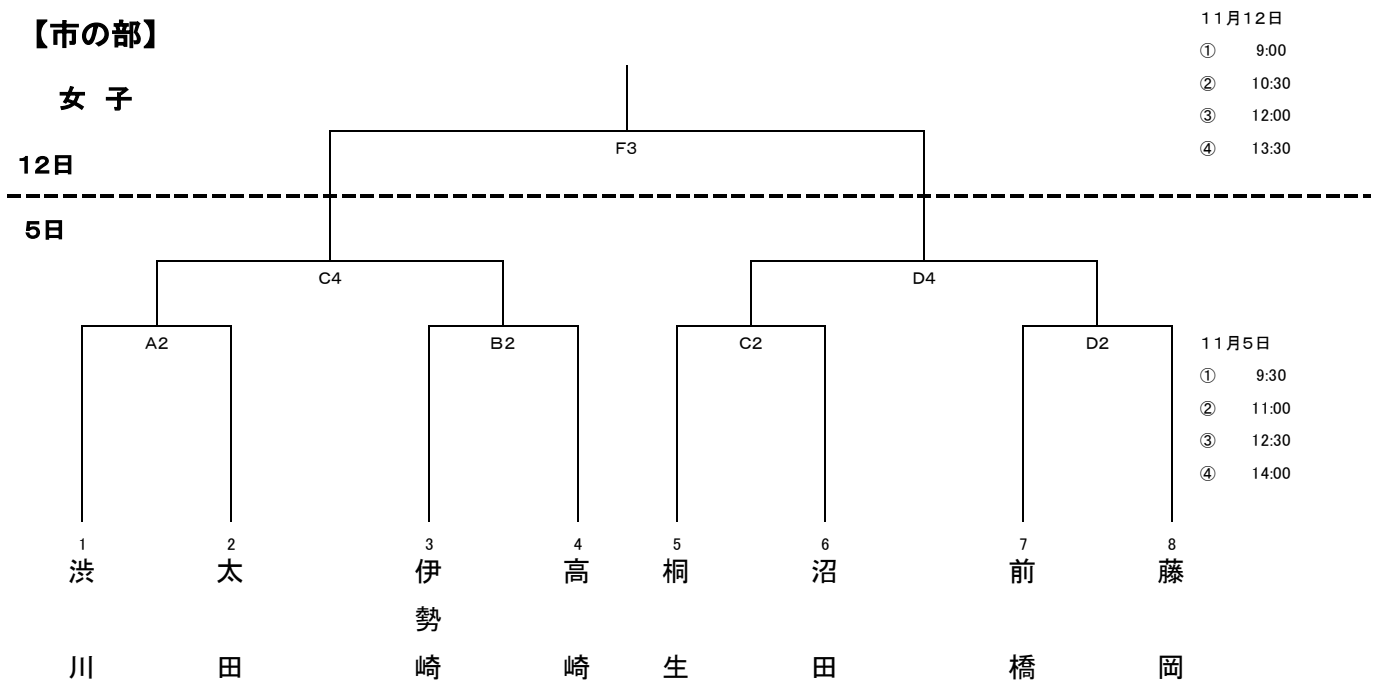 【市の部】
女 子
11月12日
① 9:00
② 10:30
③ 12:00
④ 13:30
F3
12日
5日
C4
D4
A2
B2
C2
D2
11月5日
① 9:30
② 11:00
③ 12:30
④ 14:00
1
渋川
2
太田
3
伊勢崎
4
高崎
5
桐生
6
沼田
7
前橋
8
藤岡